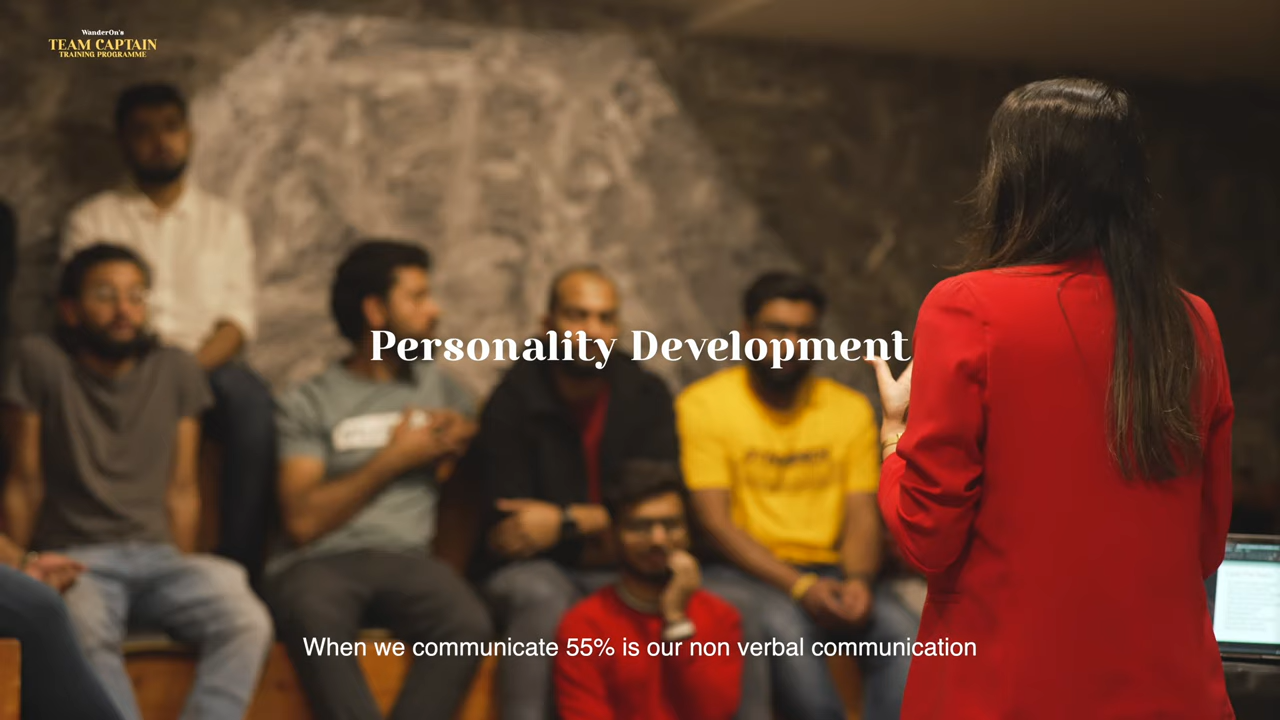 WanderOn's
TEAM CAPTAIN
TRAINING PROGRAMME
Personality Development
When we communicate 55% is our non verbal communication